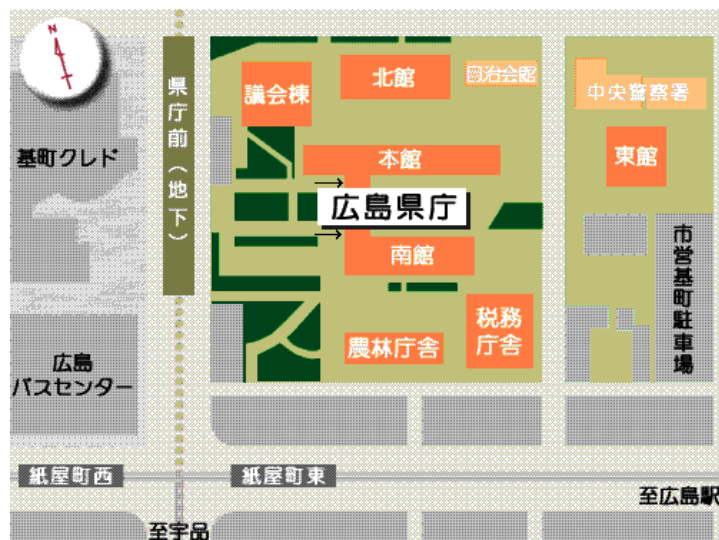 N
議会棟
北館
自治会館
中央警察署
県庁前（地下）
基町クレド
本館
東館
広島県庁
南館
市営基町駐車場
税務
庁舎
農林庁舎
広島
バスセンター
紙屋町西
紙屋町東
至広島駅
至宇品